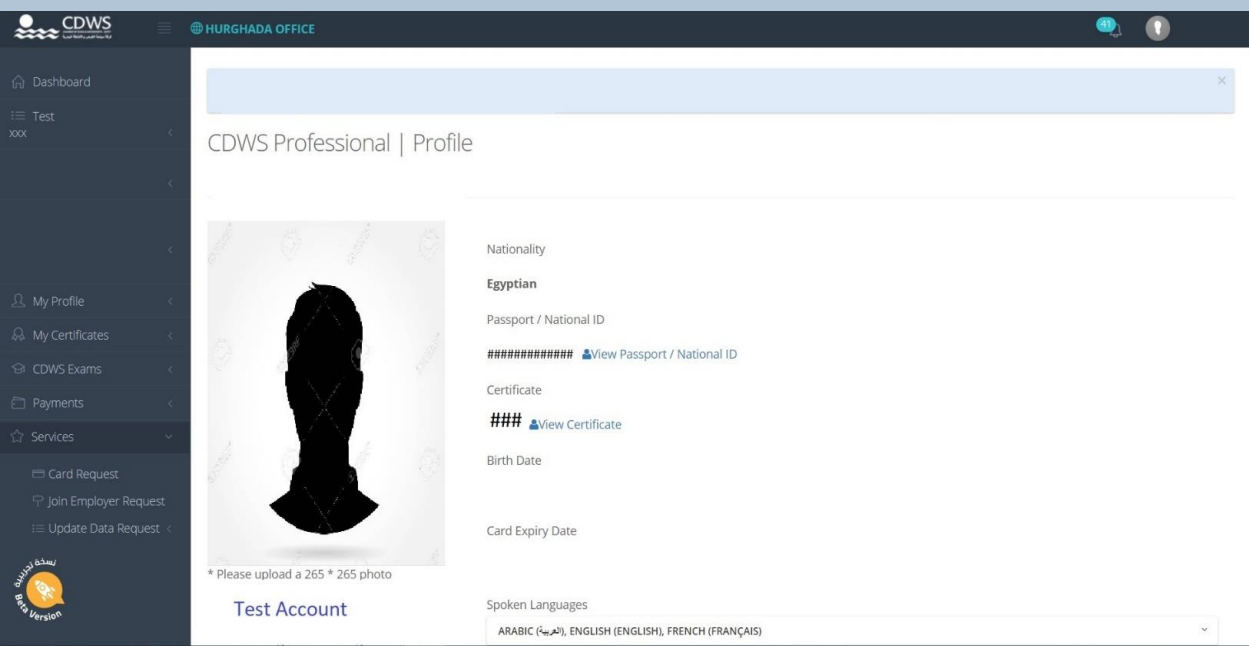 CDWS
HURGHADA OFFICE
41
Dashboard
Test
xxx
My Profile
My Certificates
CDWS Exams
Payments
Services
Card Request
Join Employer Request
Update Data Request
نسخة تجريبية
Beta Version
CDWS Professional | Profile
* Please upload a 265 * 265 photo
Test Account
Nationality
Egyptian
Passport / National ID
############# View Passport / National ID
Certificate
### View Certificate
Birth Date
Card Expiry Date
Spoken Languages
ARABIC (العربية), ENGLISH (ENGLISH), FRENCH (FRANÇAIS)